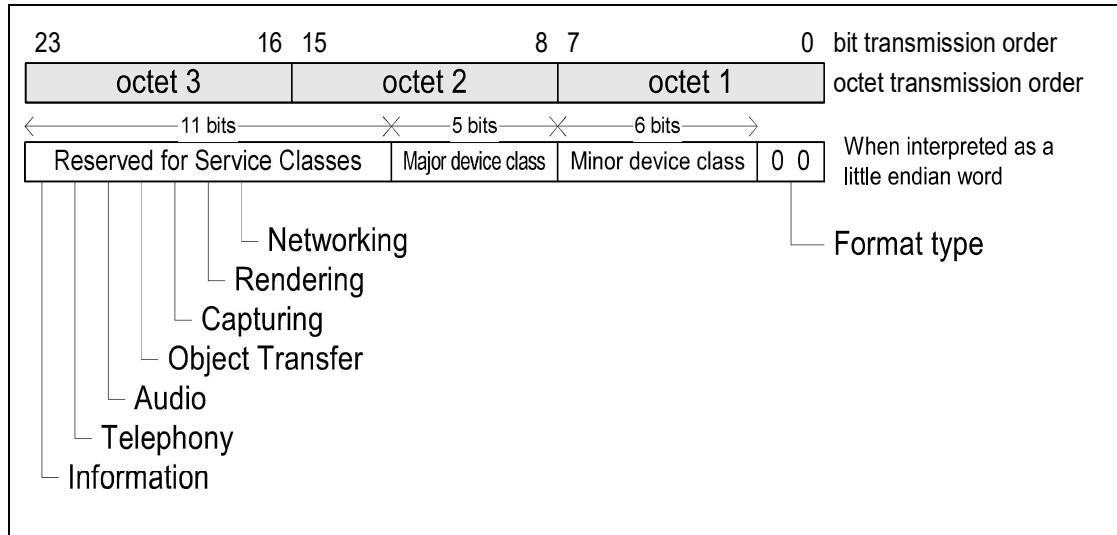 23 16 15 8 7 0 bit transmission order
octet 3 octet 2 octet 1 octet transmission order
11 bits 5 bits 6 bits
Reserved for Service Classes Major device class Minor device class 0 0 When interpreted as a
little endian word
Networking Format type
Rendering
Capturing
Object Transfer
Audio
Telephony
Information